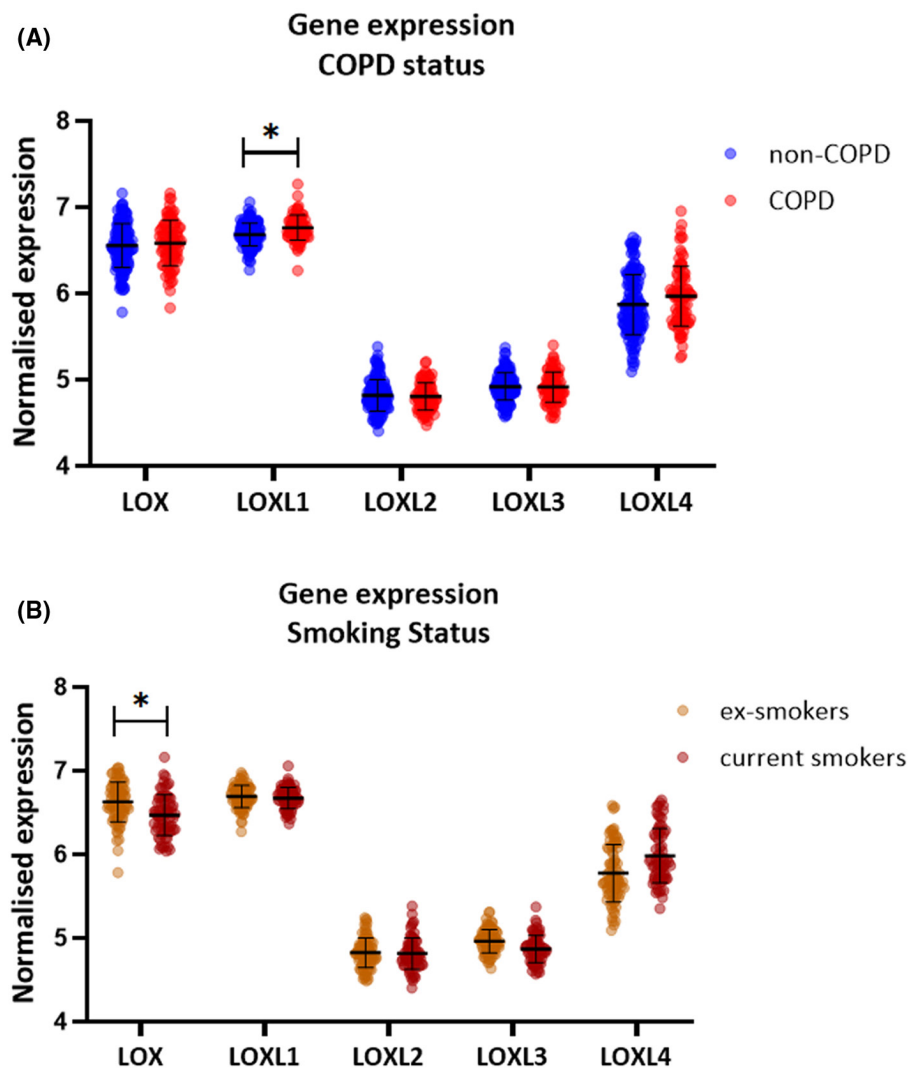 (A)
Gene expression
COPD status
Normalised expression
8
7
6
5
4
*
non-COPD
COPD
LOX LOXL1 LOXL2 LOXL3 LOXL4
(B)
Gene expression
Smoking Status
Normalised expression
8
7
6
5
4
*
ex-smokers
current smokers
LOX LOXL1 LOXL2 LOXL3 LOXL4